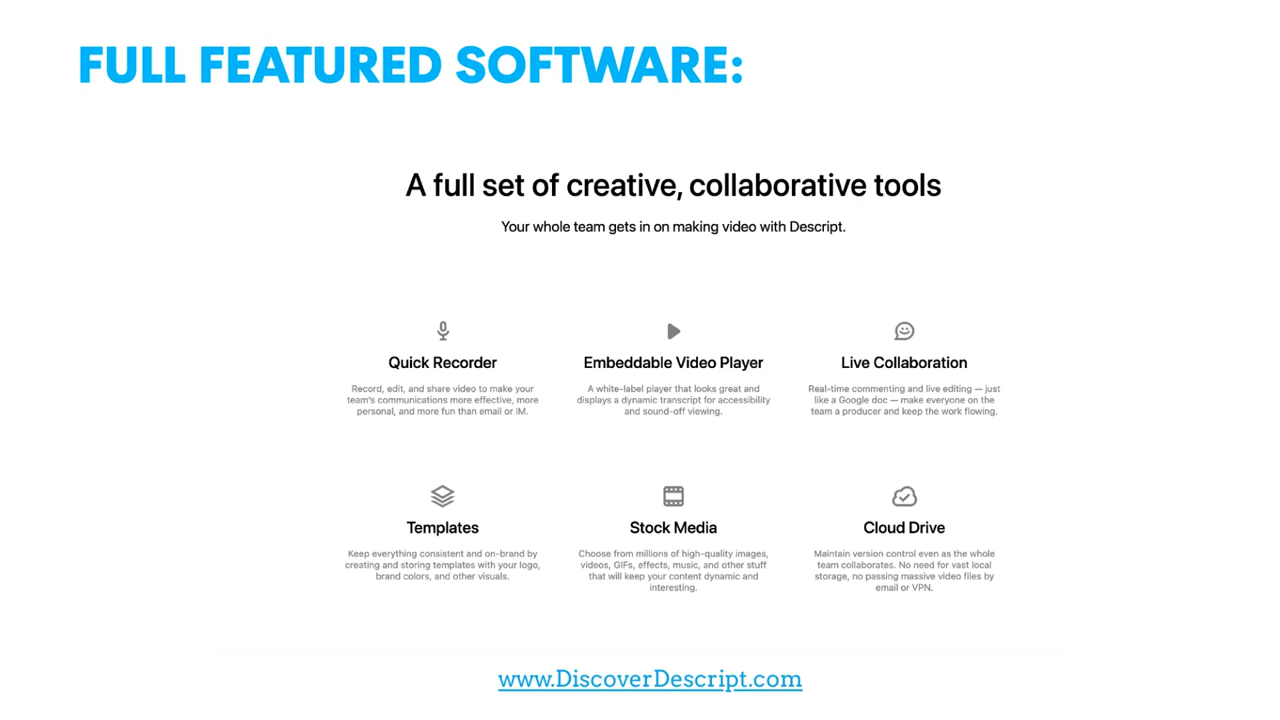 FULL FEATURED SOFTWARE:
A full set of creative, collaborative tools
Your whole team gets in on making video with Descript.
Quick Recorder
Record, edit, and share video to make your
team's communications more effective, more
personal, and more fun than email or IM.
Embeddable Video Player
A white-label player that looks great and
displays a dynamic transcript for accessibility
and sound-off viewing.
Live Collaboration
Real-time commenting and live editing — just
like a Google doc — make everyone on the
team a producer and keep the work flowing.
Templates
Keep everything consistent and on-brand by
creating and storing templates with your logo,
brand colors, and other visuals.
Stock Media
Choose from millions of high-quality images,
videos, GIFs, effects, music, and other stuff
that will keep your content dynamic and
interesting.
Cloud Drive
Maintain version control even as the whole
team collaborates. No need for vast local
storage, no passing massive video files by
email or VPN.
www.DiscoverDescript.com